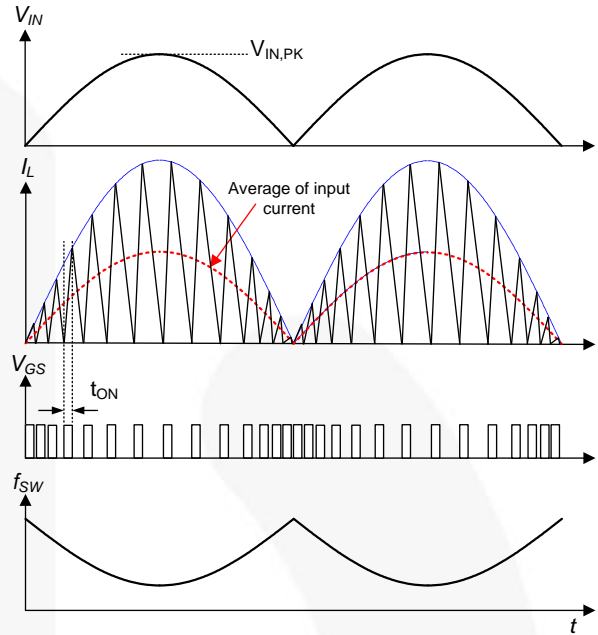 V_IN
V_IN,PK
I_L
Average of input
current
V_GS
t_ON
f_SW
t